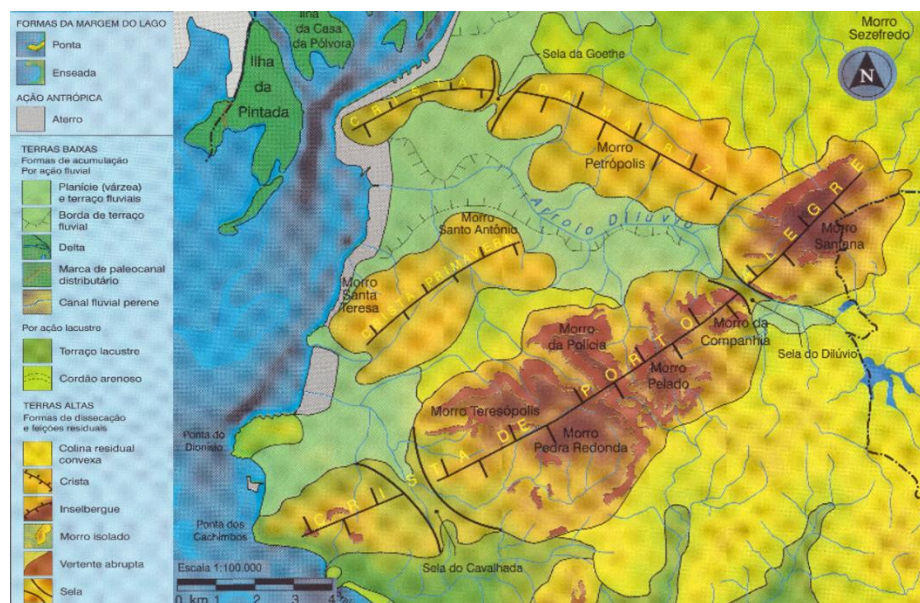 FORMAS DA MARGEM DO LAGO
Ponta
Enseada
AÇÃO ANTRÓPICA
Aterro
TERRAS BAIXAS
Formas de acumulação
Por ação fluvial
Planície (várzea)
e terraço fluviais
Borda de terraço
fluvial
Delta
Marca de paleocanal
distributário
Canal fluvial perene
Por ação lacustre
Terraço lacustre
Cordão arenoso
TERRAS ALTAS
Formas de dissecação
e feições residuais
Colina residual
convexa
Crista
Inselbergue
Morro isolado
Vertente abrupta
Sela
Ilha
da Casa
da Pólvora
Ilha
da
Pintada
Morro
Sezefredo
N
Sela da Goethe
CRISTA DA MATRIZ
Morro
Petrópolis
Arroio Dilúvio
Morro
Santana
Morro
Santo Antônio
Morro
Santa
Teresa
CRISTA PRIMAVERA
Morro
da Polícia
Morro da
Companhia
Sela do Dilúvio
Morro
Pelado
Morro Teresópolis
Morro
Pedra Redonda
CRISTA DE PORTO ALEGRE
Ponta do
Dionísio
Ponta dos
Cachimbos
Sela do Cavalhada
Escala 1:100.000
0 km 1 2 3 4